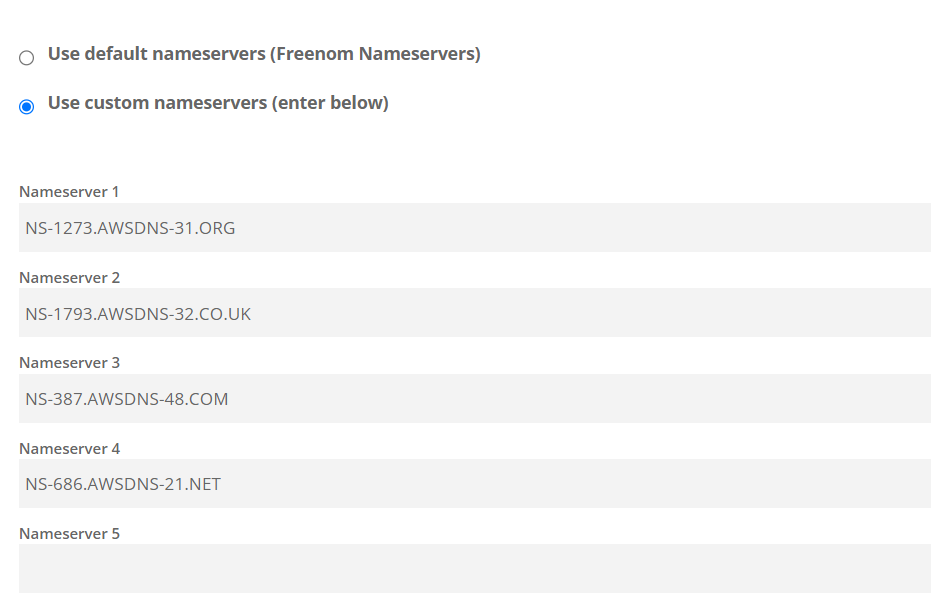 Use default nameservers (Freenom Nameservers)
Use custom nameservers (enter below)
Nameserver 1
NS-1273.AWSDNS-31.ORG
Nameserver 2
NS-1793.AWSDNS-32.CO.UK
Nameserver 3
NS-387.AWSDNS-48.COM
Nameserver 4
NS-686.AWSDNS-21.NET
Nameserver 5